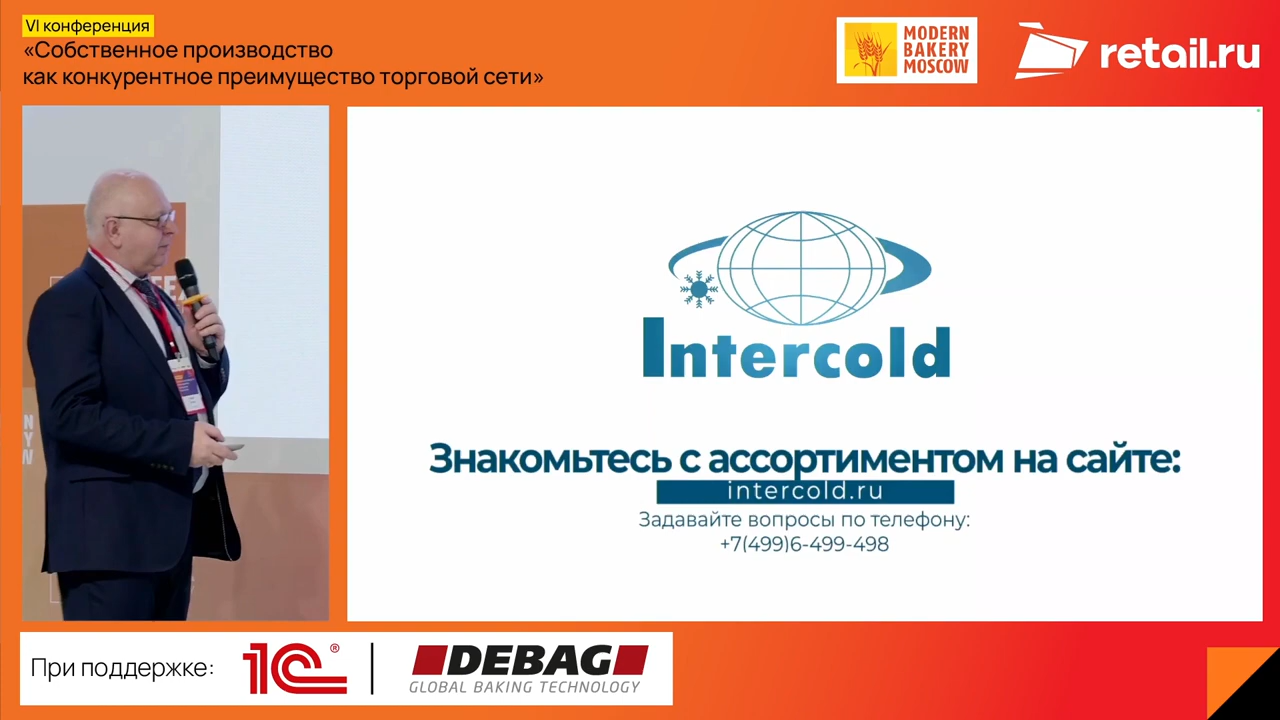 VI конференция
«Собственное производство
как конкурентное преимущество торговой сети»
MODERN
BAKERY
MOSCOW
retail.ru
Intercold
Знакомьтесь с ассортиментом на сайте:
intercold.ru
Задавайте вопросы по телефону:
+7(499)6-499-498
При поддержке:
1С®
DEBAG
GLOBAL BAKING TECHNOLOGY